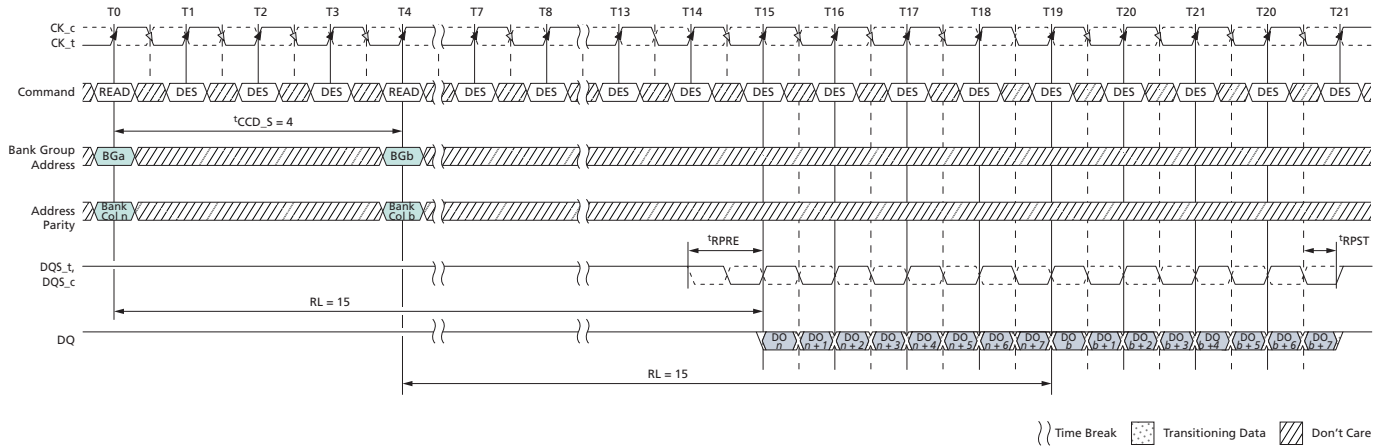 T0 T1 T2 T3 T4 T7 T8 T13 T14 T15 T16 T17 T18 T19 T20 T21 T20 T21
CK_c
CK_t
Command READ DES DES DES READ DES DES DES DES DES DES DES DES DES DES DES DES DES
tCCD_S = 4
Bank Group
Address
BGa BGb
Address
Parity
Bank
Col n
Bank
Col b
tRPRE tRPST
DQS_t,
DQS_c
RL = 15
DQ
DO
n
DO
n + 1
DO
n + 2
DO
n + 3
DO
n + 4
DO
n + 5
DO
n + 6
DO
n + 7
DO
b
DO
b + 1
DO
b + 2
DO
b + 3
DO
b + 4
DO
b + 5
DO
b + 6
DO
b + 7
RL = 15
Time Break Transitioning Data Don't Care